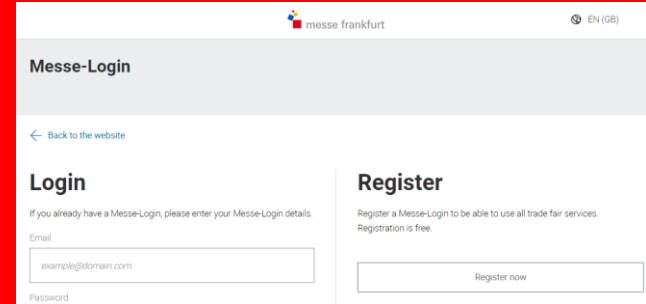 messe frankfurt
EN (GB)
Messe-Login
Back to the website
Login
If you already have a Messe-Login, please enter your Messe-Login details.
Email
example@domain.com
Password
Register
Register a Messe-Login to be able to use all trade fair services.
Registration is free.
Register now